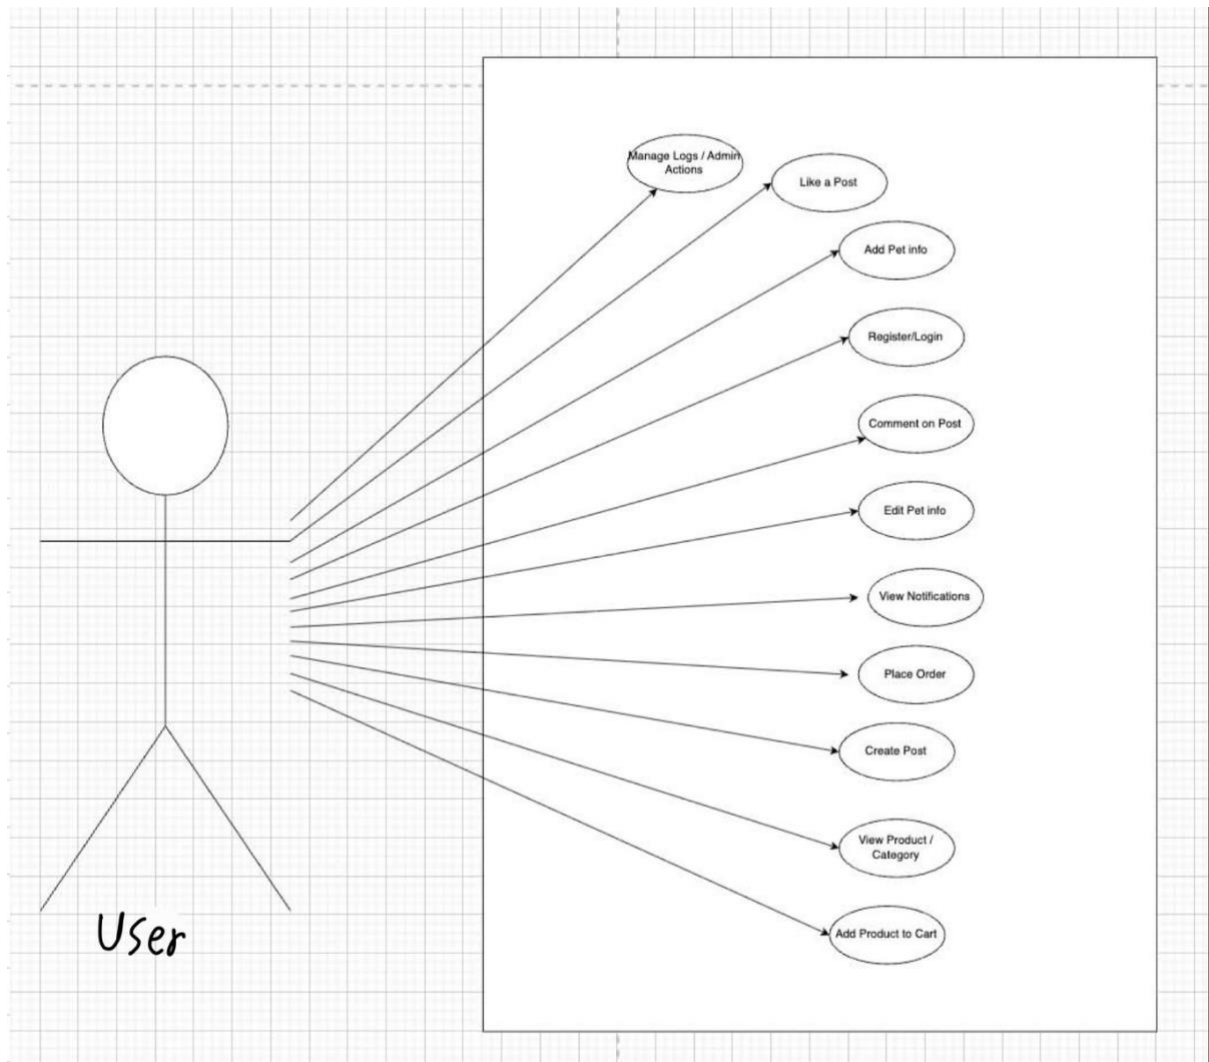 Manage Logs / Admin
Actions
Like a Post
Add Pet info
Register/Login
Comment on Post
Edit Pet info
View Notifications
Place Order
Create Post
View Product /
Category
Add Product to Cart
User